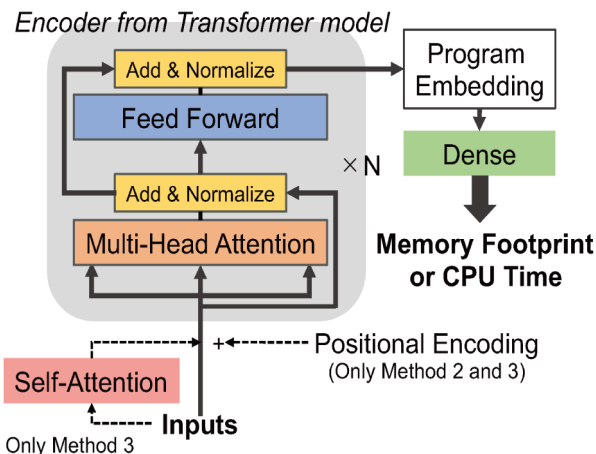 Encoder from Transformer model
Add & Normalize
Feed Forward
Add & Normalize
Multi-Head Attention
×N
Program
Embedding
Dense
Memory Footprint
or CPU Time
+
Positional Encoding
(Only Method 2 and 3)
Self-Attention
Inputs
Only Method 3